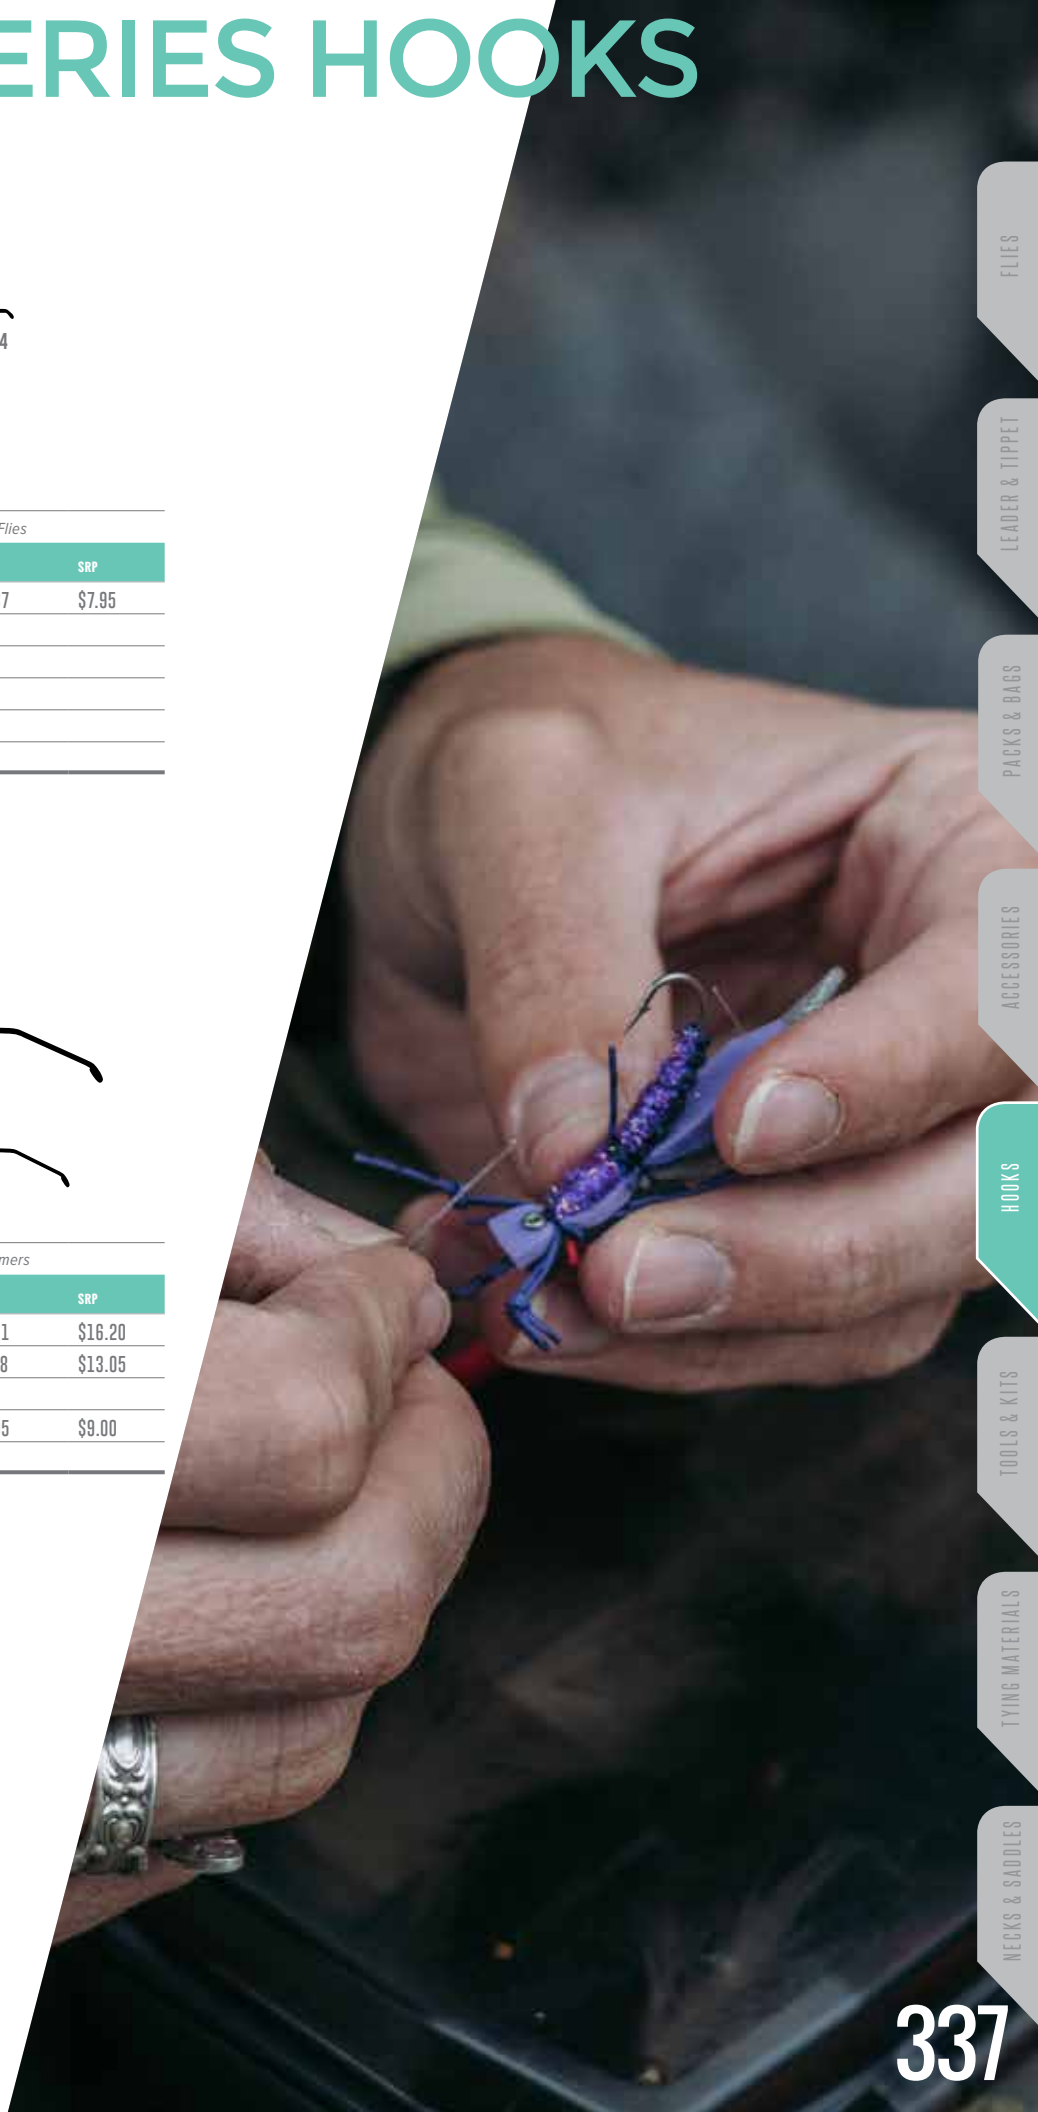 ERIES HOOKS
4
Flies
SRP
7 $7.95
mers
SRP
1 $16.20
8 $13.05
5 $9.00
FLIES
LEADER & TIPPET
PACKS & BAGS
ACCESSORIES
HOOKS
TOOLS & KITS
TYING MATERIALS
NECKS & SADDLES
337